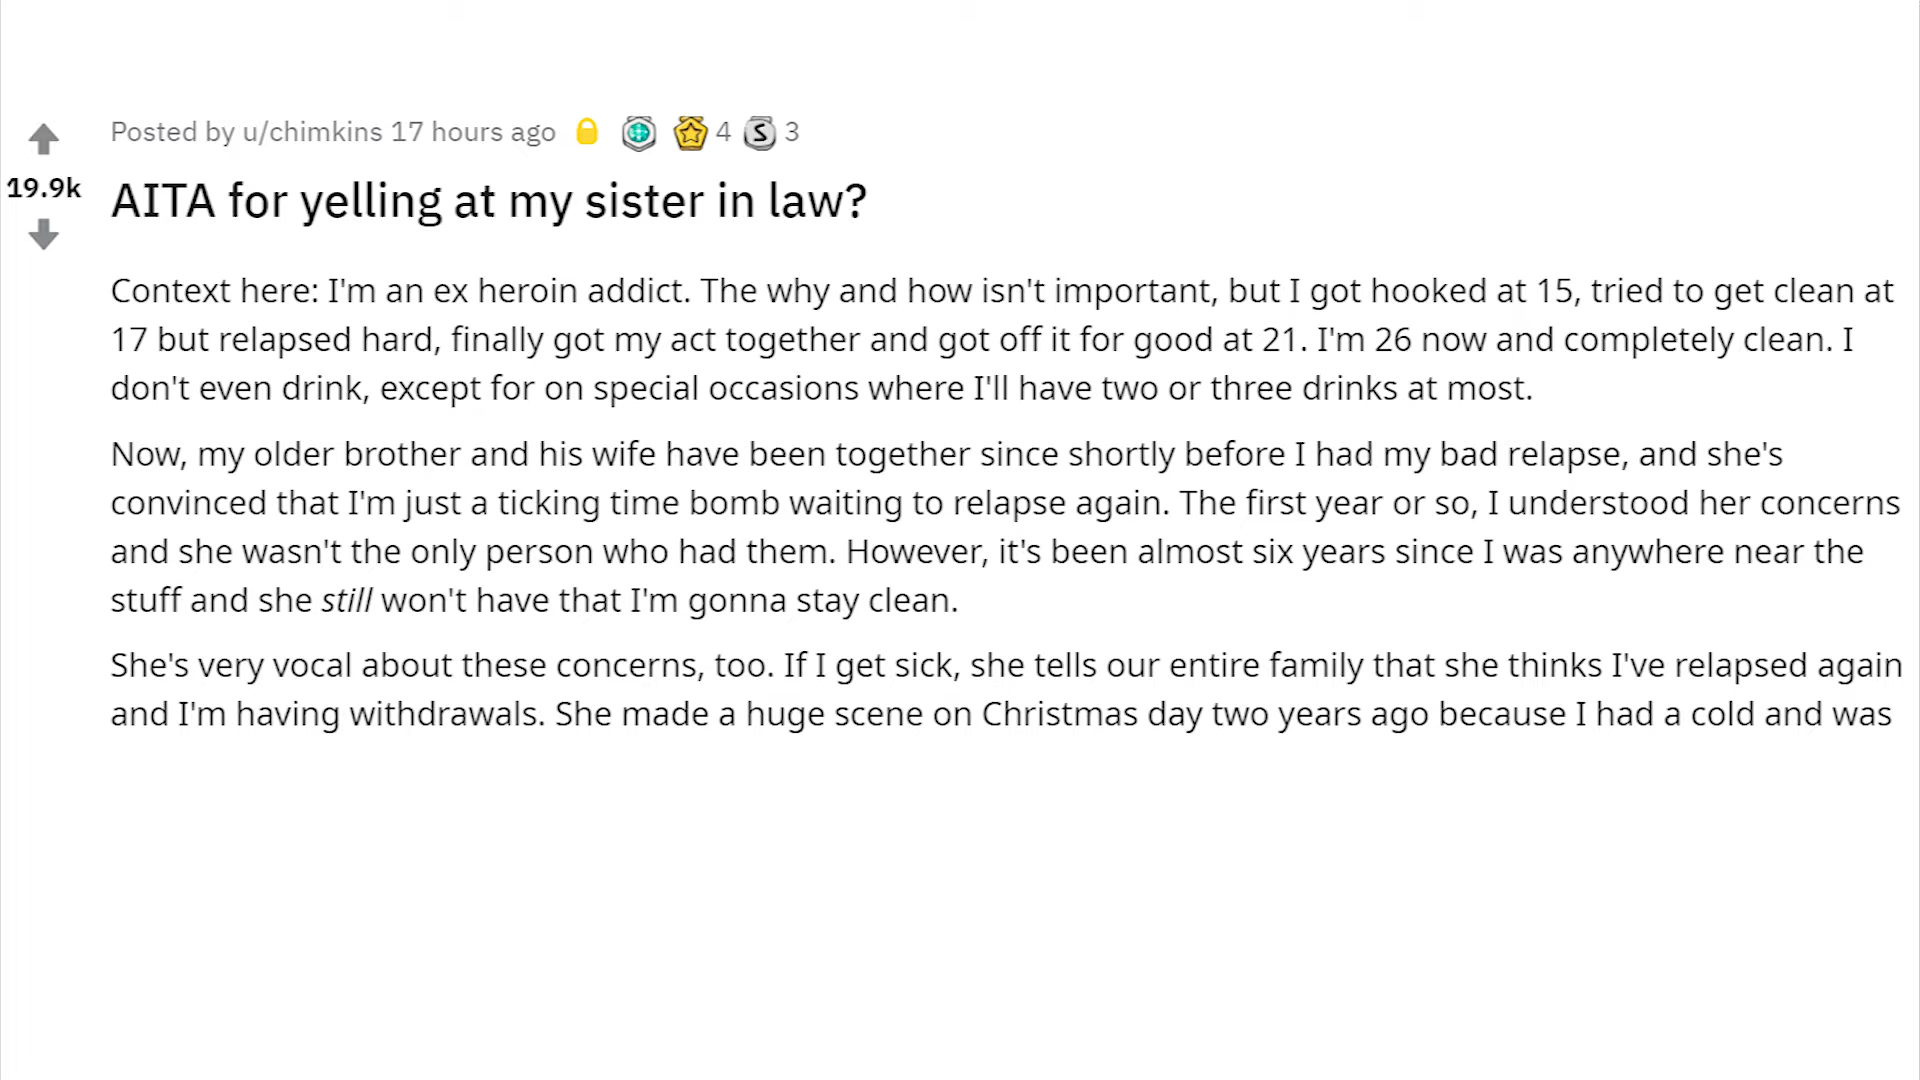 Posted by u/chimkins 17 hours ago 4 S 3
19.9k
AITA for yelling at my sister in law?
Context here: I'm an ex heroin addict. The why and how isn't important, but I got hooked at 15, tried to get clean at
17 but relapsed hard, finally got my act together and got off it for good at 21. I'm 26 now and completely clean. I
don't even drink, except for on special occasions where I'll have two or three drinks at most.
Now, my older brother and his wife have been together since shortly before I had my bad relapse, and she's
convinced that I'm just a ticking time bomb waiting to relapse again. The first year or so, I understood her concerns
and she wasn't the only person who had them. However, it's been almost six years since I was anywhere near the
stuff and she still won't have that I'm gonna stay clean.
She's very vocal about these concerns, too. If I get sick, she tells our entire family that she thinks I've relapsed again
and I'm having withdrawals. She made a huge scene on Christmas day two years ago because I had a cold and was